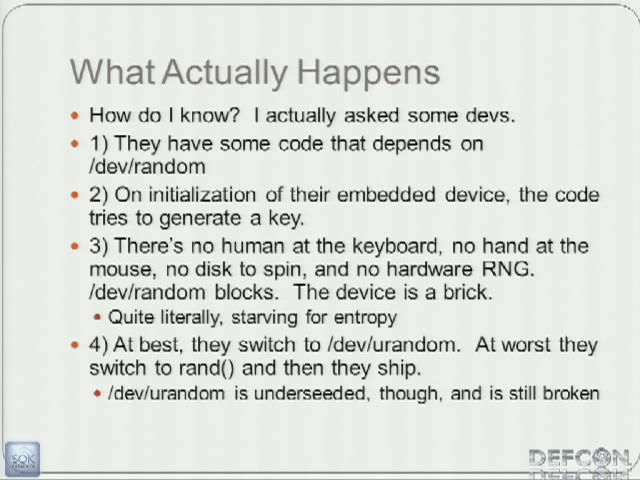 What Actually Happens
• How do I know?  I actually asked some devs.
• 1) They have some code that depends on
/dev/random
• 2) On initialization of their embedded device, the code
tries to generate a key.
• 3) There's no human at the keyboard, no hand at the
mouse, no disk to spin, and no hardware RNG.
/dev/random blocks.  The device is a brick.
• Quite literally, starving for entropy
• 4) At best, they switch to /dev/urandom.  At worst they
switch to rand() and then they ship.
• /dev/urandom is underseeded, though, and is still broken
SOK
DEFCON